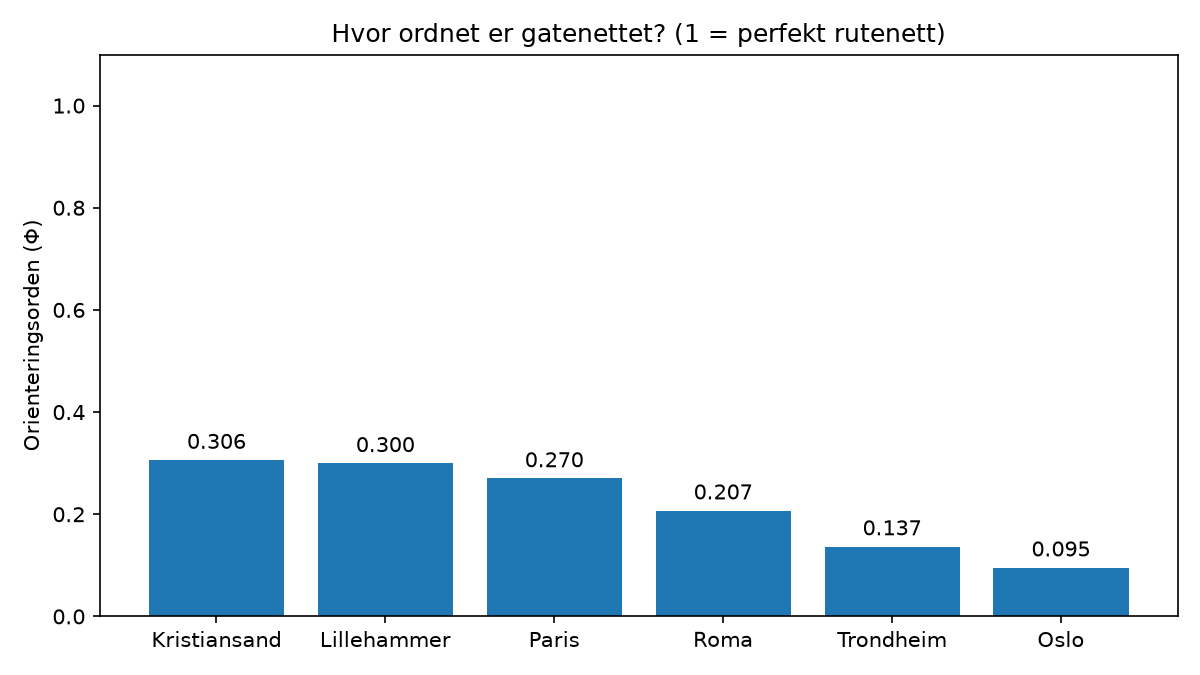 Hvor ordnet er gatenettet? (1 = perfekt rutenett)
Orienteringsorden (Φ)
1.0
0.8
0.6
0.4
0.2
0.0
0.306
0.300
0.270
0.207
0.137
0.095
Kristiansand
Lillehammer
Paris
Roma
Trondheim
Oslo